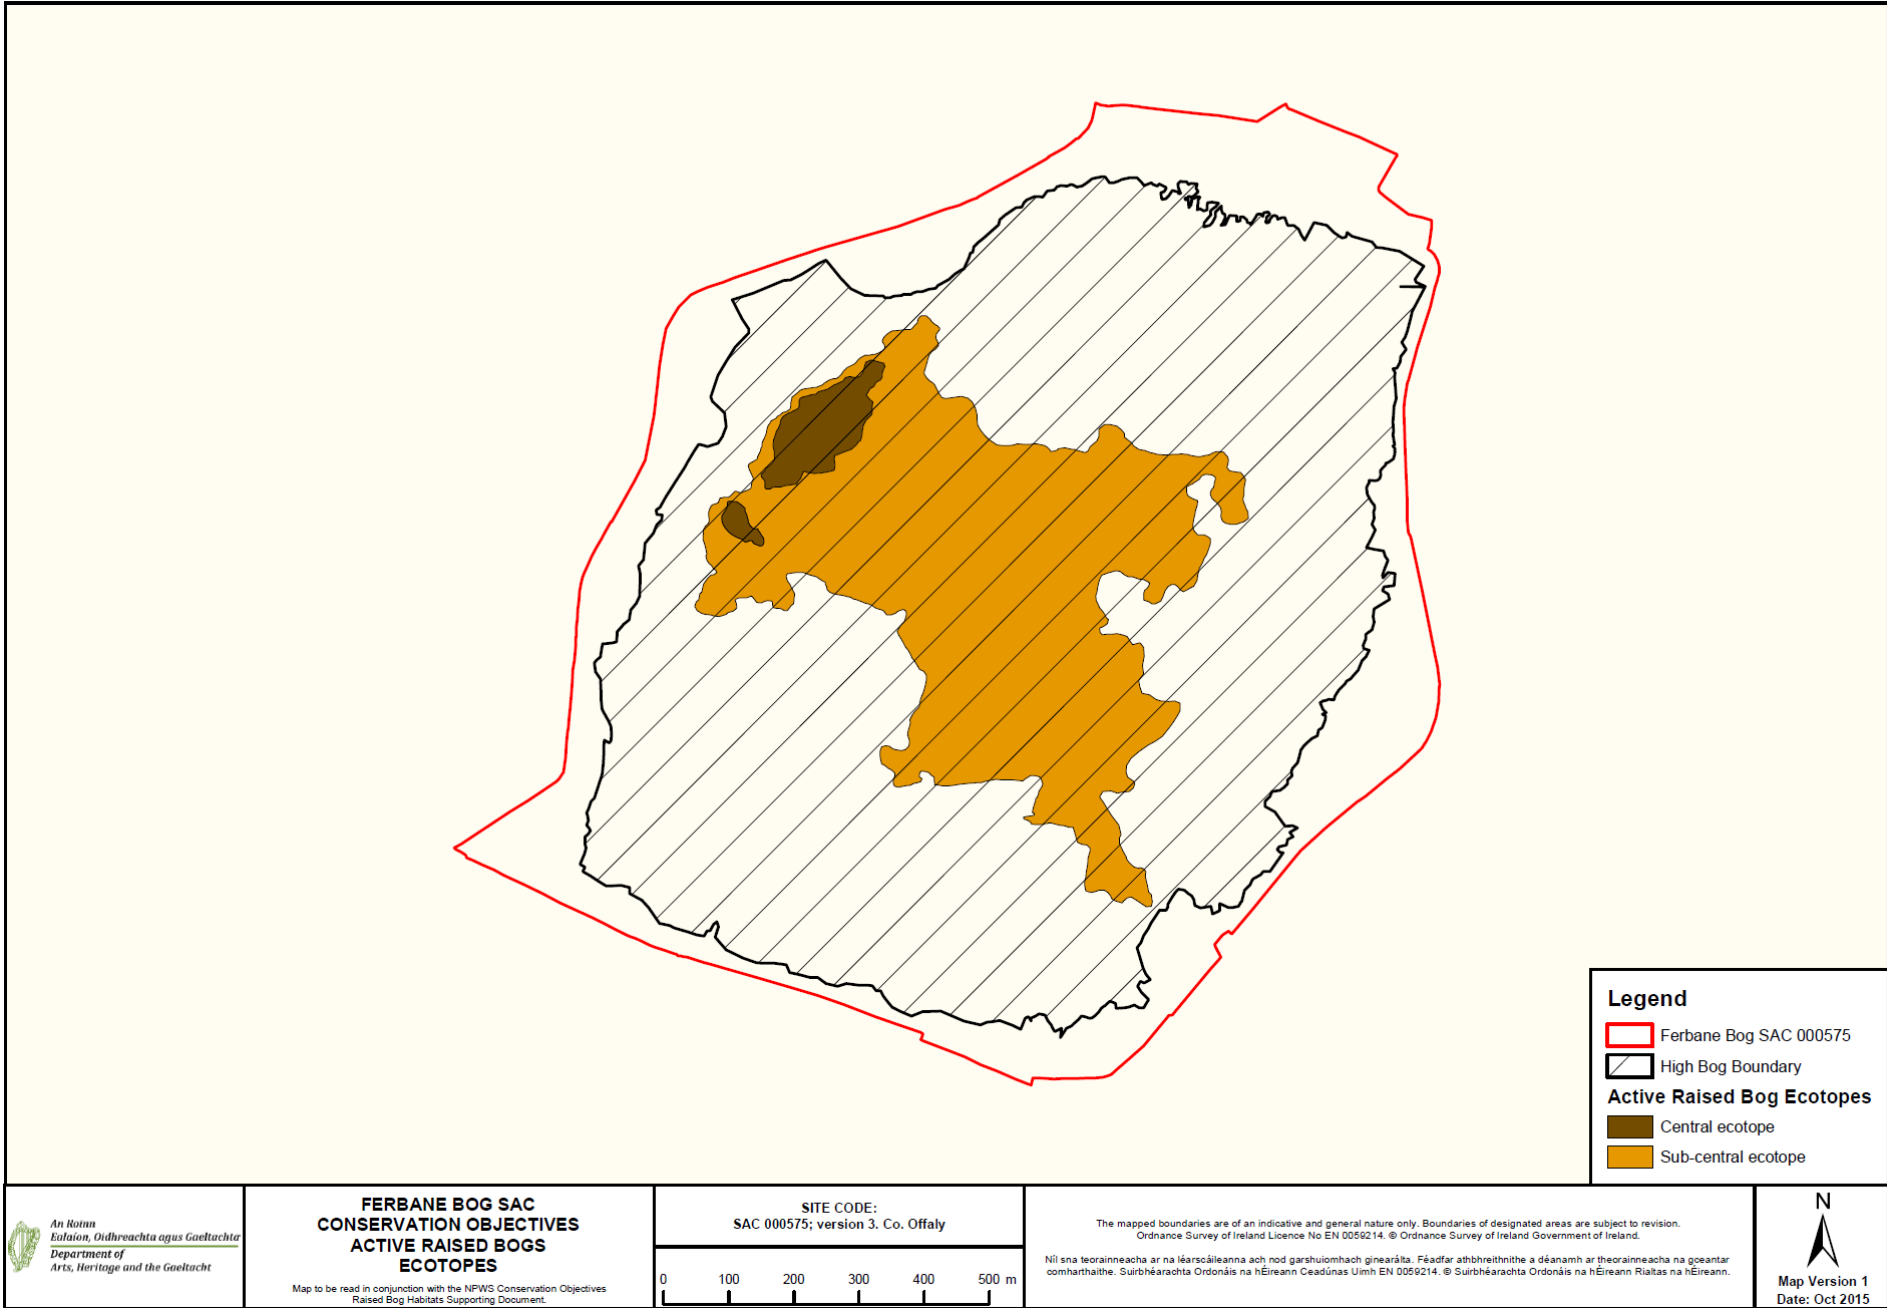 Legend
Ferbane Bog SAC 000575
High Bog Boundary
Active Raised Bog Ecotopes
Central ecotope
Sub-central ecotope
An Roinn
Ealaíon, Oidhreachta agus Gaeltachta
Department of
Arts, Heritage and the Gaeltacht
FERBANE BOG SAC
CONSERVATION OBJECTIVES
ACTIVE RAISED BOGS
ECOTOPES
Map to be read in conjunction with the NPWS Conservation Objectives
Raised Bog Habitats Supporting Document.
SITE CODE:
SAC 000575; version 3. Co. Offaly
0 100 200 300 400 500 m
The mapped boundaries are of an indicative and general nature only. Boundaries of designated areas are subject to revision.
Ordnance Survey of Ireland Licence No EN 0059214. © Ordnance Survey of Ireland Government of Ireland.
Níl sna teorainneacha ar na léarscáileanna ach nod garshuiomhach ginearálta. Féadfar athbhreithnithe a déanamh ar theorainneacha na gceantar
comharthaithe. Suirbhéarachta Ordonáis na hÉireann Ceadúnas Uimh EN 0059214. © Suirbhéarachta Ordonáis na hÉireann Rialtas na hÉireann.
N
Map Version 1
Date: Oct 2015